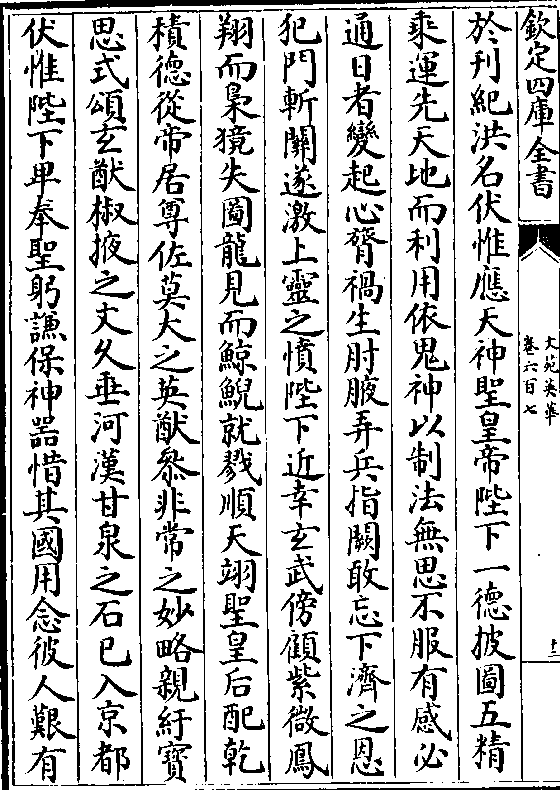 欽定四庫全書
文苑英華
卷六百七
十二
於刋紀洪名伏惟應天神聖皇帝陛下一德披圖五精
乘運先天地而利用依鬼神以制法無思不服有感必
通日者變起心膂禍生肘腋弄兵指闕敢忘下濟之恩
犯門斬關遂激上靈之憤陛下近幸玄武傍顧紫微鳳
翔而梟獍失圖龍見而鯨鯢就戮順天翊聖皇后配乾
積德從帝居尊佐莫大之英猷叅非常之妙略親紆寶
思式頌玄猷椒掖之文久垂河漢甘泉之石已入京都
伏惟陛下卑奉聖躬謙保神器惜其國用念彼人艱有